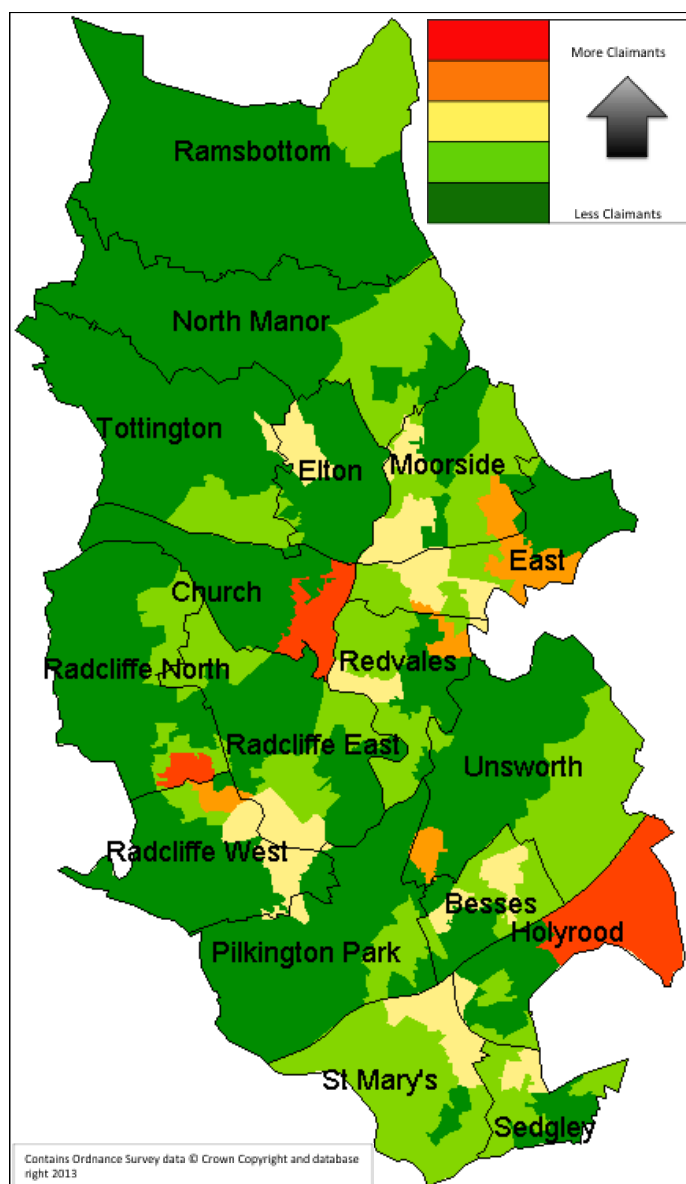 More Claimants
Less Claimants
Ramsbottom
North Manor
Tottington
Elton
Moorside
East
Church
Redvales
Radcliffe North
Radcliffe East
Unsworth
Radcliffe West
Besses
Holyrood
Pilkington Park
St Mary's
Sedgley
Contains Ordnance Survey data © Crown Copyright and database
right 2013